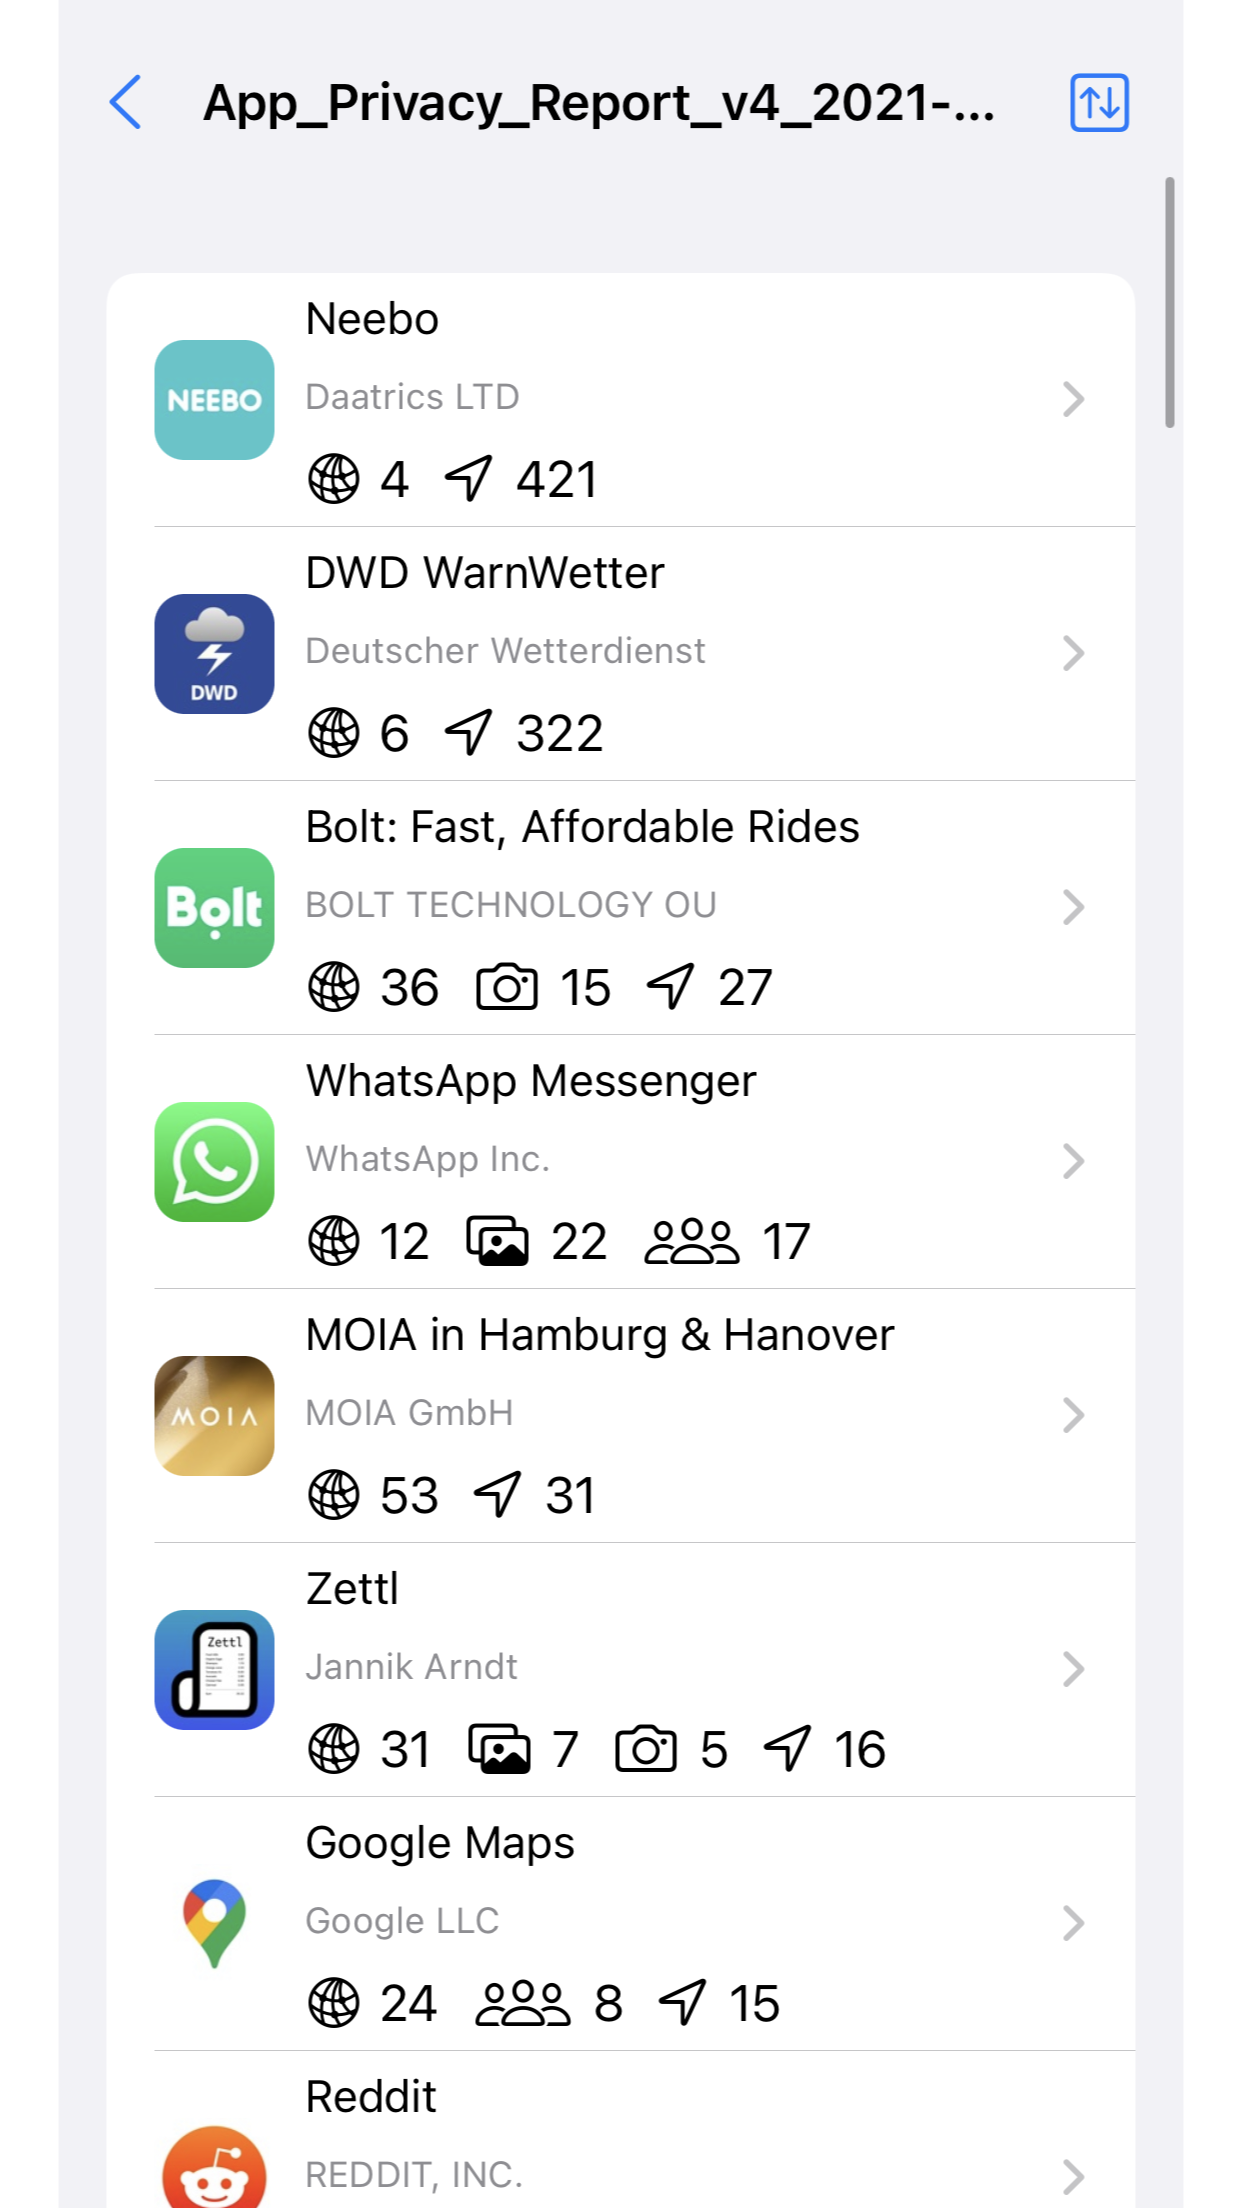 App_Privacy_Report_v4_2021-...
Neebo
NEEBO
Daatrics LTD
4 421
DWD WarnWetter
DWD
Deutscher Wetterdienst
6 322
Bolt: Fast, Affordable Rides
Bolt
BOLT TECHNOLOGY OU
36 15 27
WhatsApp Messenger
WhatsApp Inc.
12 22 17
MOIA in Hamburg & Hanover
MOIA
MOIA GmbH
53 31
Zettl
Zettl
Jannik Arndt
31 7 5 16
Google Maps
Google LLC
24 8 15
Reddit
REDDIT, INC.